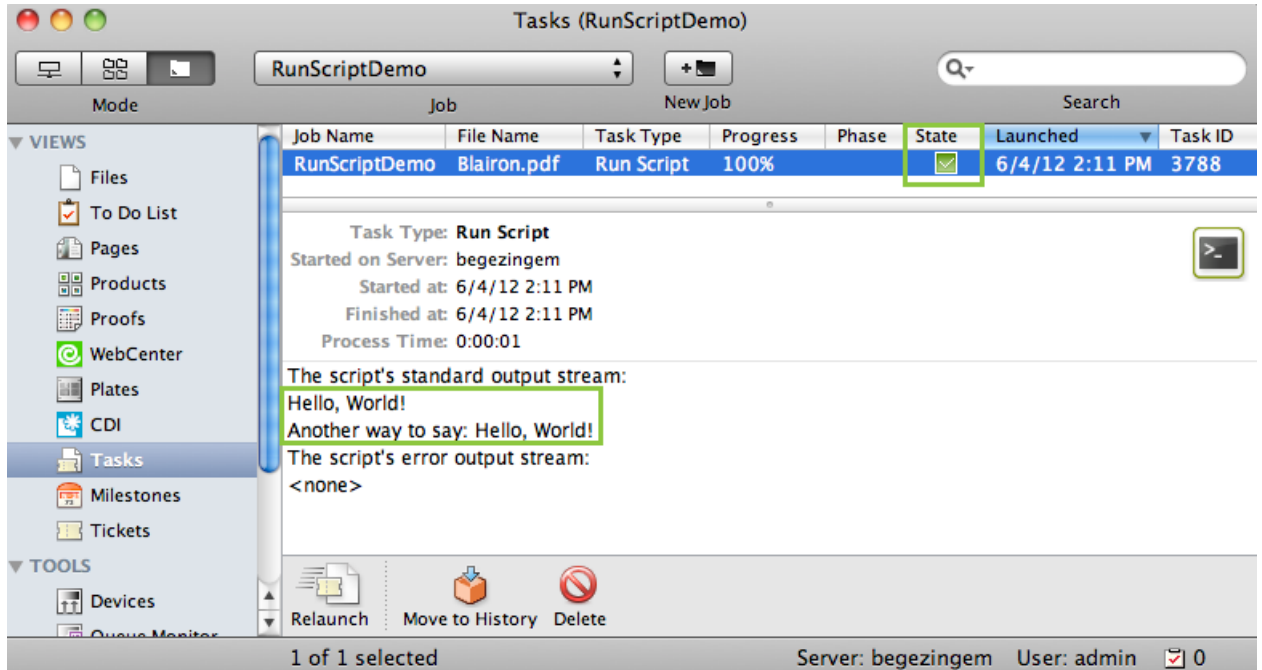 Tasks (RunScriptDemo)
RunScriptDemo
Mode Job New Job Search
VIEWS
Files
To Do List
Pages
Products
Proofs
WebCenter
Plates
CDI
Tasks
Milestones
Tickets
TOOLS
Devices
Queue Monitor
Job Name File Name Task Type Progress Phase State Launched Task ID
RunScriptDemo Blairon.pdf Run Script 100% 6/4/12 2:11 PM 3788
Task Type: Run Script
Started on Server: begezingem
Started at: 6/4/12 2:11 PM
Finished at: 6/4/12 2:11 PM
Process Time: 0:00:01
The script's standard output stream:
Hello, World!
Another way to say: Hello, World!
The script's error output stream:
<none>
Relaunch Move to History Delete
1 of 1 selected Server: begezingem User: admin 0